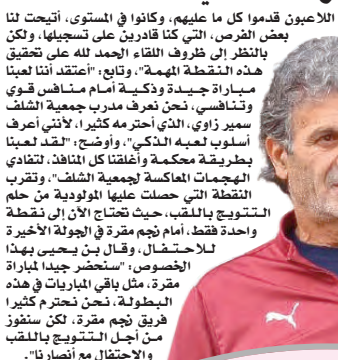 اللاعبون قدموا كل ما عليهم، وكانوا في المستوى، أتيحت لنا
بعض الفرص، التي كنا قادرين على تسجيلها، ولكن
بالنظر إلى ظروف اللقاء الحمد لله على تحقيق
هذه النقطة المهمة"، وتابع: "أعتقد أننا لعبنا
مباراة جيدة وذكية أمام منافس قوي
وتنافسي، نحن نعرف مدرب جمعية الشلف
سمير زاوي، الذي أحترمه كثيرا، لأنني أعرف
أسلوب لعبه الذكي"، وأوضح: "لقد لعبنا
بطريقة محكمة وأغلقنا كل المنافذ، لتفادي
الهجمات المعاكسة لجمعية الشلف"، وتقرب
النقطة التي حصلت عليها المولودية من حلم
التتويج باللقب، حيث تحتاج الآن إلى نقطة
واحدة فقط، أمام نجم مقرة في الجولة الأخيرة
للاحتفال، وقال بن يحيى بهذا
الخصوص: "سنحضر جيدا لمباراة
مقرة، مثل باقي المباريات في هذه
البطولة، نحن نحترم كثيرا
فريق نجم مقرة، لكن سنفوز
من أجل التتويج باللقب
والاحتفال مع أنصارنا".